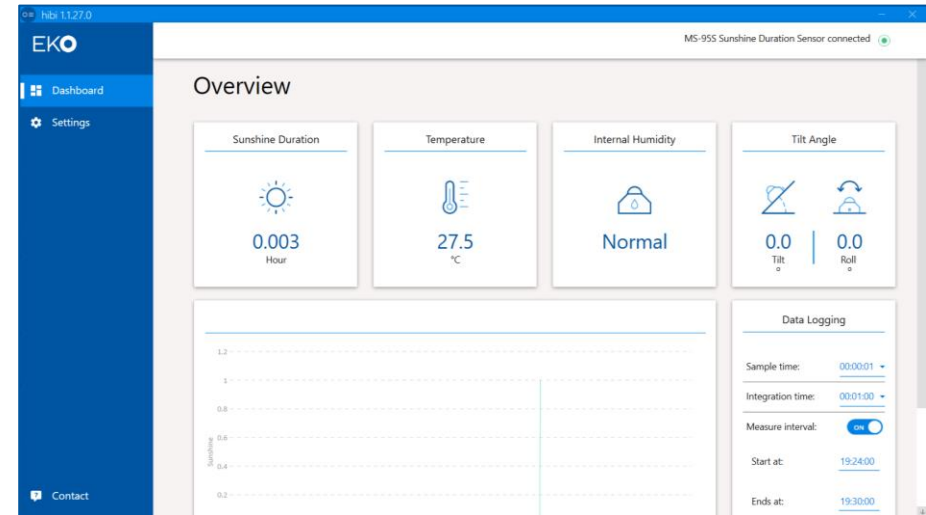 hibi 1.1.27.0
EKO
MS-95S Sunshine Duration Sensor connected
Dashboard
Settings
Contact
Overview
Sunshine Duration
0.003
Hour
Temperature
27.5
°C
Internal Humidity
Normal
Tilt Angle
0.0
Tilt
°
0.0
Roll
°
1.2
1
0.8
0.6
0.4
0.2
Sunshine
Data Logging
Sample time: 00:00:01
Integration time: 00:01:00
Measure interval: ON
Start at: 19:24:00
Ends at: 19:30:00